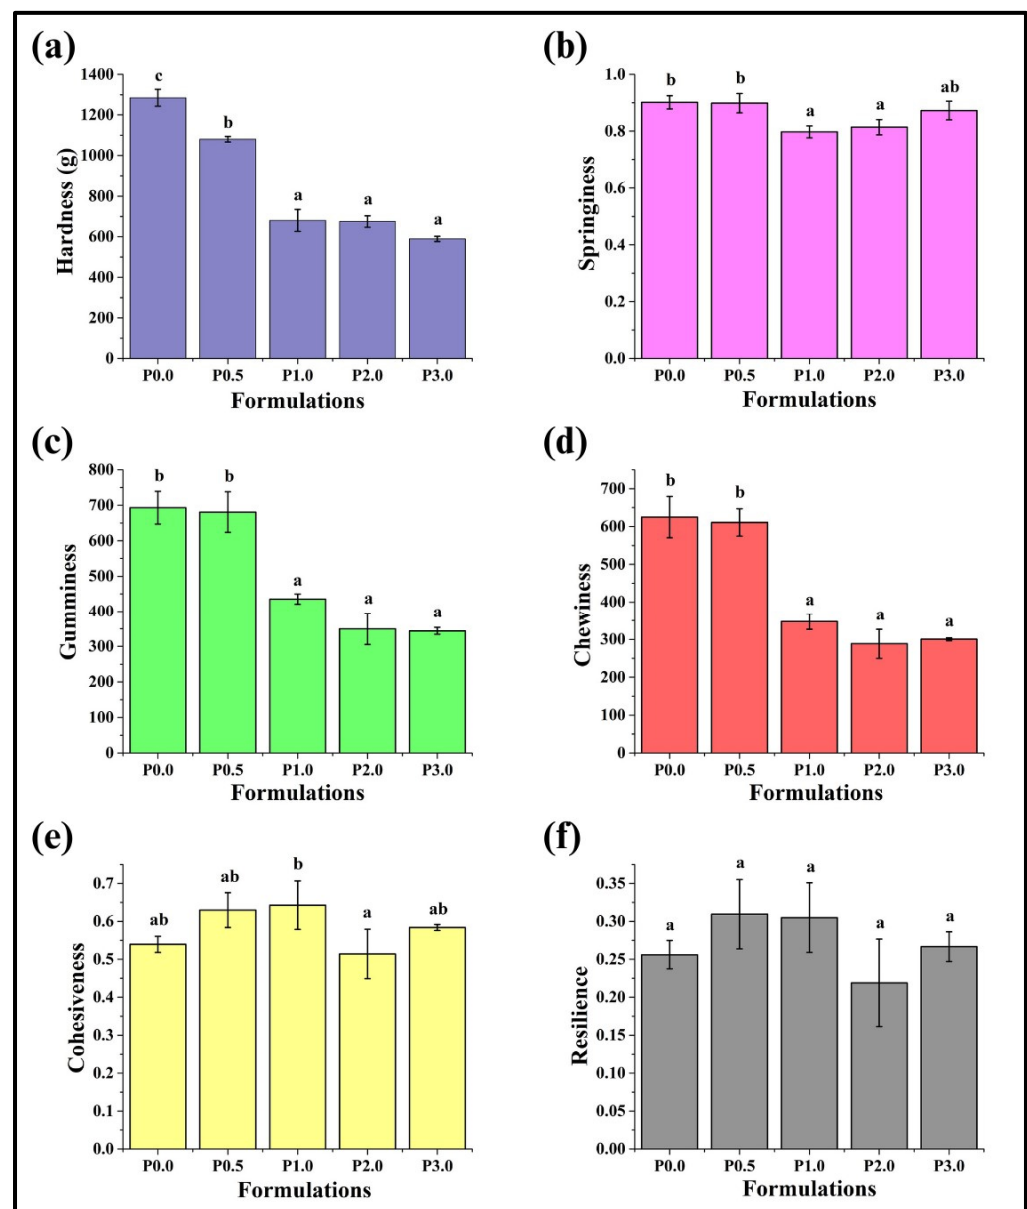 (a)
1400
1200
1000
800
600
400
200
0
Hardness (g)
c
b
a
a
a
P0.0 P0.5 P1.0 P2.0 P3.0
Formulations
(b)
1.0
0.8
0.6
0.4
0.2
0.0
Springiness
b
b
a
a
ab
P0.0 P0.5 P1.0 P2.0 P3.0
Formulations
(c)
800
700
600
500
400
300
200
100
0
Gumminess
b
b
a
a
a
P0.0 P0.5 P1.0 P2.0 P3.0
Formulations
(d)
700
600
500
400
300
200
100
0
Chewiness
b
b
a
a
a
P0.0 P0.5 P1.0 P2.0 P3.0
Formulations
(e)
0.7
0.6
0.5
0.4
0.3
0.2
0.1
0.0
Cohesiveness
ab
ab
b
a
ab
P0.0 P0.5 P1.0 P2.0 P3.0
Formulations
(f)
0.35
0.30
0.25
0.20
0.15
0.10
0.05
0.00
Resilience
a
a
a
a
a
P0.0 P0.5 P1.0 P2.0 P3.0
Formulations